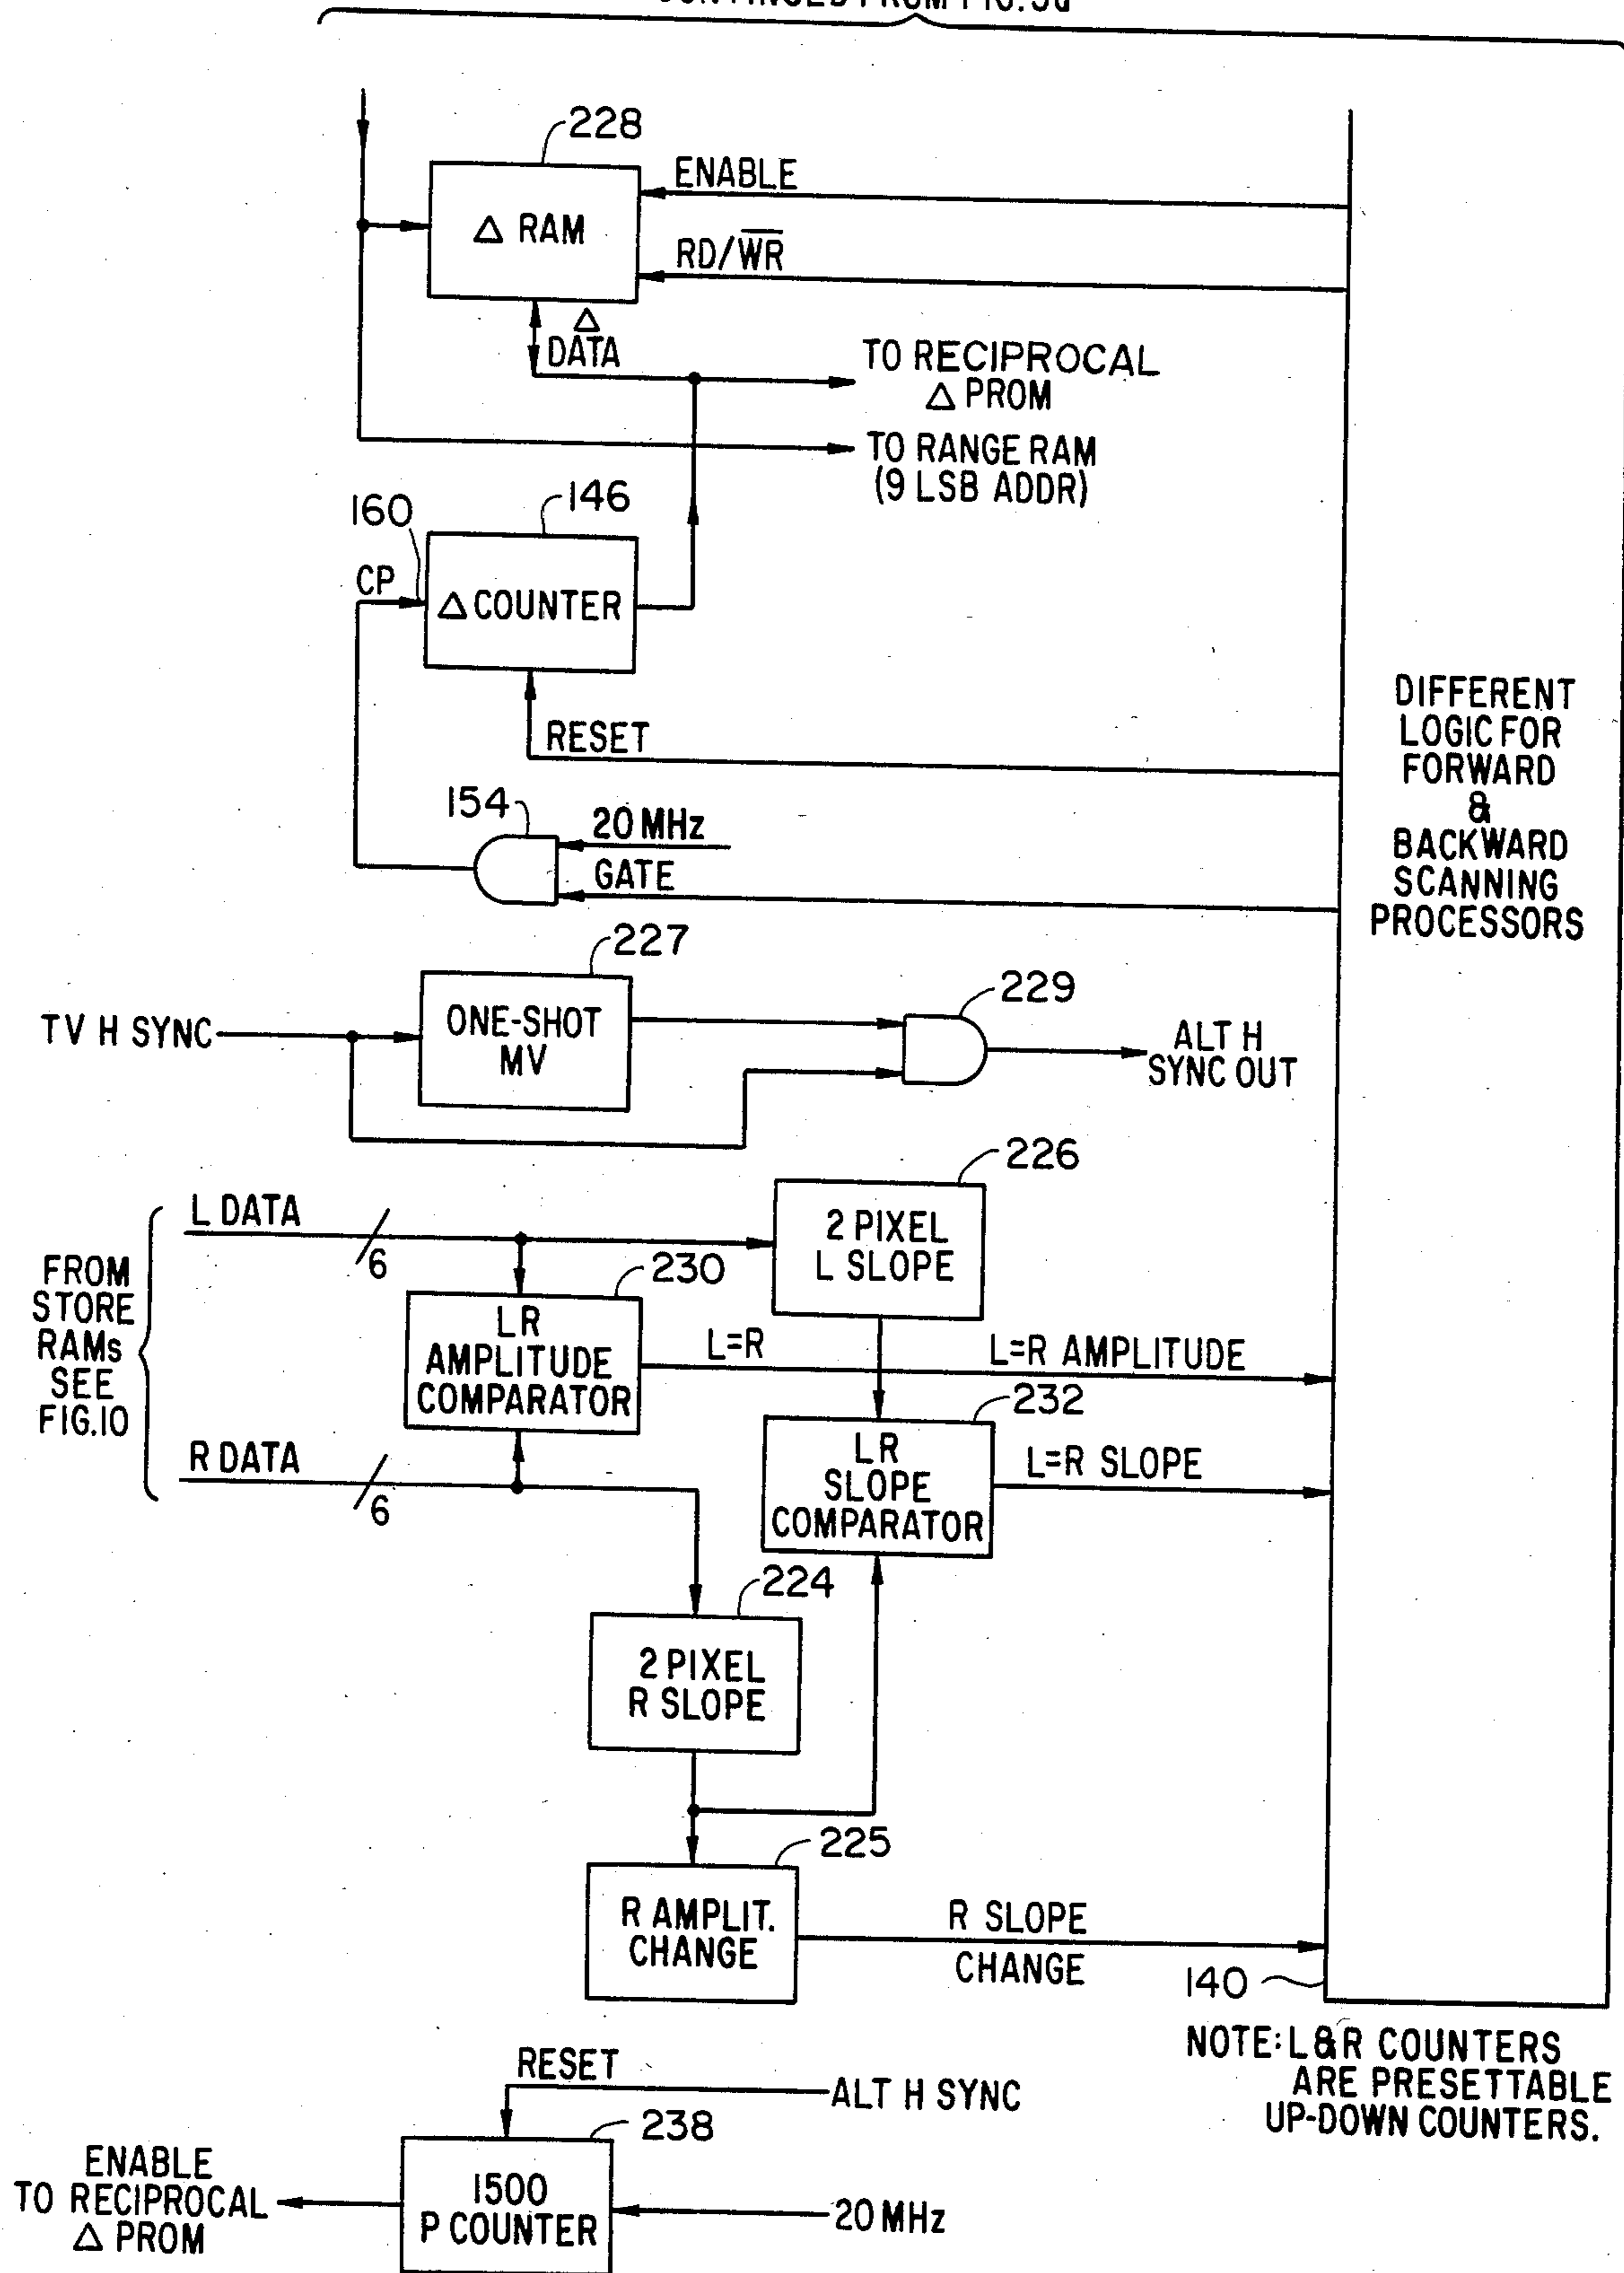 CONTINUED FROM FIG. 9a
228
ENABLE
Δ RAM
RD/W̅R̅
Δ
DATA
TO RECIPROCAL
Δ PROM
TO RANGE RAM
(9 LSB ADDR)
160
146
CP
Δ COUNTER
RESET
DIFFERENT
LOGIC FOR
FORWARD
&
BACKWARD
SCANNING
PROCESSORS
154
20 MHz
GATE
227
229
TV H SYNC
ONE-SHOT
MV
ALT H
SYNC OUT
226
L DATA
6
2 PIXEL
L SLOPE
230
FROM
STORE
RAMs
SEE
FIG.10
LR
AMPLITUDE
COMPARATOR
L=R
L=R AMPLITUDE
232
R DATA
6
LR
SLOPE
COMPARATOR
L=R SLOPE
224
2 PIXEL
R SLOPE
225
R AMPLIT.
CHANGE
R SLOPE
CHANGE
140
NOTE: L&R COUNTERS
ARE PRESETTABLE
UP-DOWN COUNTERS.
RESET
ALT H SYNC
238
ENABLE
TO RECIPROCAL
Δ PROM
1500
P COUNTER
20 MHz